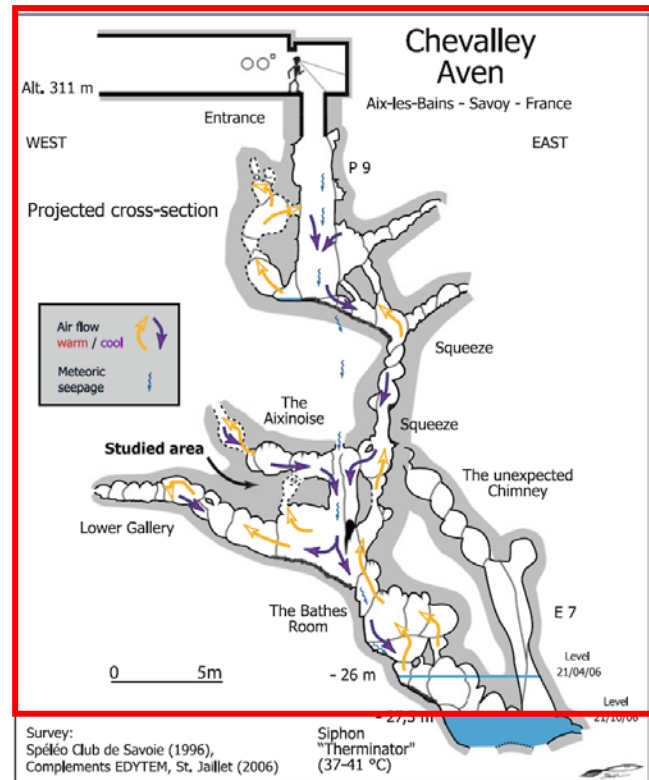 Chevalley
Aven
Aix-les-Bains - Savoy - France
Alt. 311 m
Entrance
WEST
EAST
P 9
Projected cross-section
Air flow
warm / cool
Meteoric
seepage
Squeeze
The
Aixinoise
Squeeze
Studied area
The unexpected
Chimney
Lower Gallery
The Bathes
Room
E 7
Level
21/04/06
0 5m
- 26 m
Level
21/10/06
- 27,5 m
Survey:
Spéléo Club de Savoie (1996),
Complements EDYTEM, St. Jaillet (2006)
Siphon
"Therminator"
(37-41 °C)